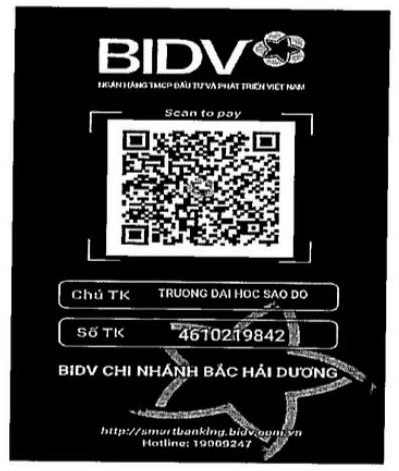 BIDV
NGÂN HÀNG TMCP ĐẦU TƯ VÀ PHÁT TRIỂN VIỆT NAM
Scan to pay
Chủ TK TRUONG DAI HOC SAO DO
Số TK 4610219842
BIDV CHI NHÁNH BẮC HẢI DƯƠNG
http://smartbanking.bidv.com.vn
Hotline: 19009247